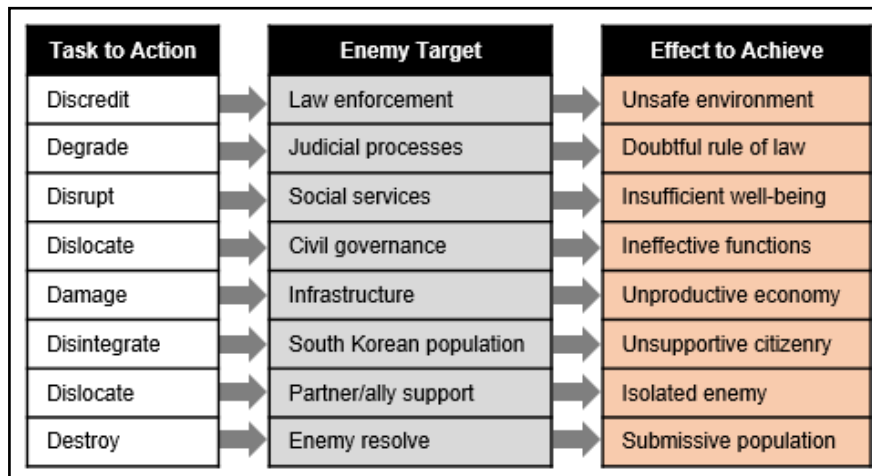 Task to Action Enemy Target Effect to Achieve
Discredit Law enforcement Unsafe environment
Degrade Judicial processes Doubtful rule of law
Disrupt Social services Insufficient well-being
Dislocate Civil governance Ineffective functions
Damage Infrastructure Unproductive economy
Disintegrate South Korean population Unsupportive citizenry
Dislocate Partner/ally support Isolated enemy
Destroy Enemy resolve Submissive population